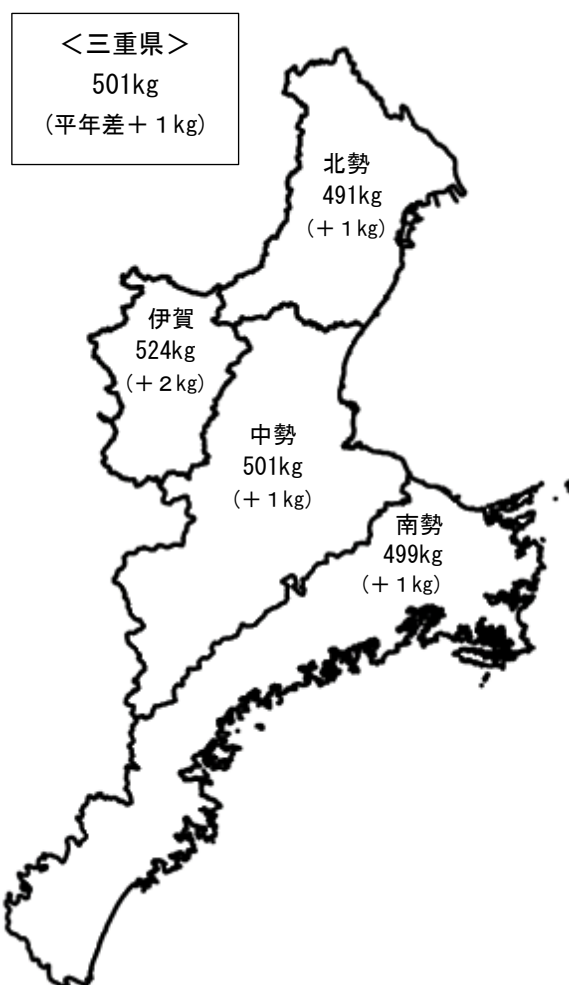 <三重県>
501kg
(平年差+1kg)
北勢
491kg
(+1kg)
伊賀
524kg
(+2kg)
中勢
501kg
(+1kg)
南勢
499kg
(+1kg)